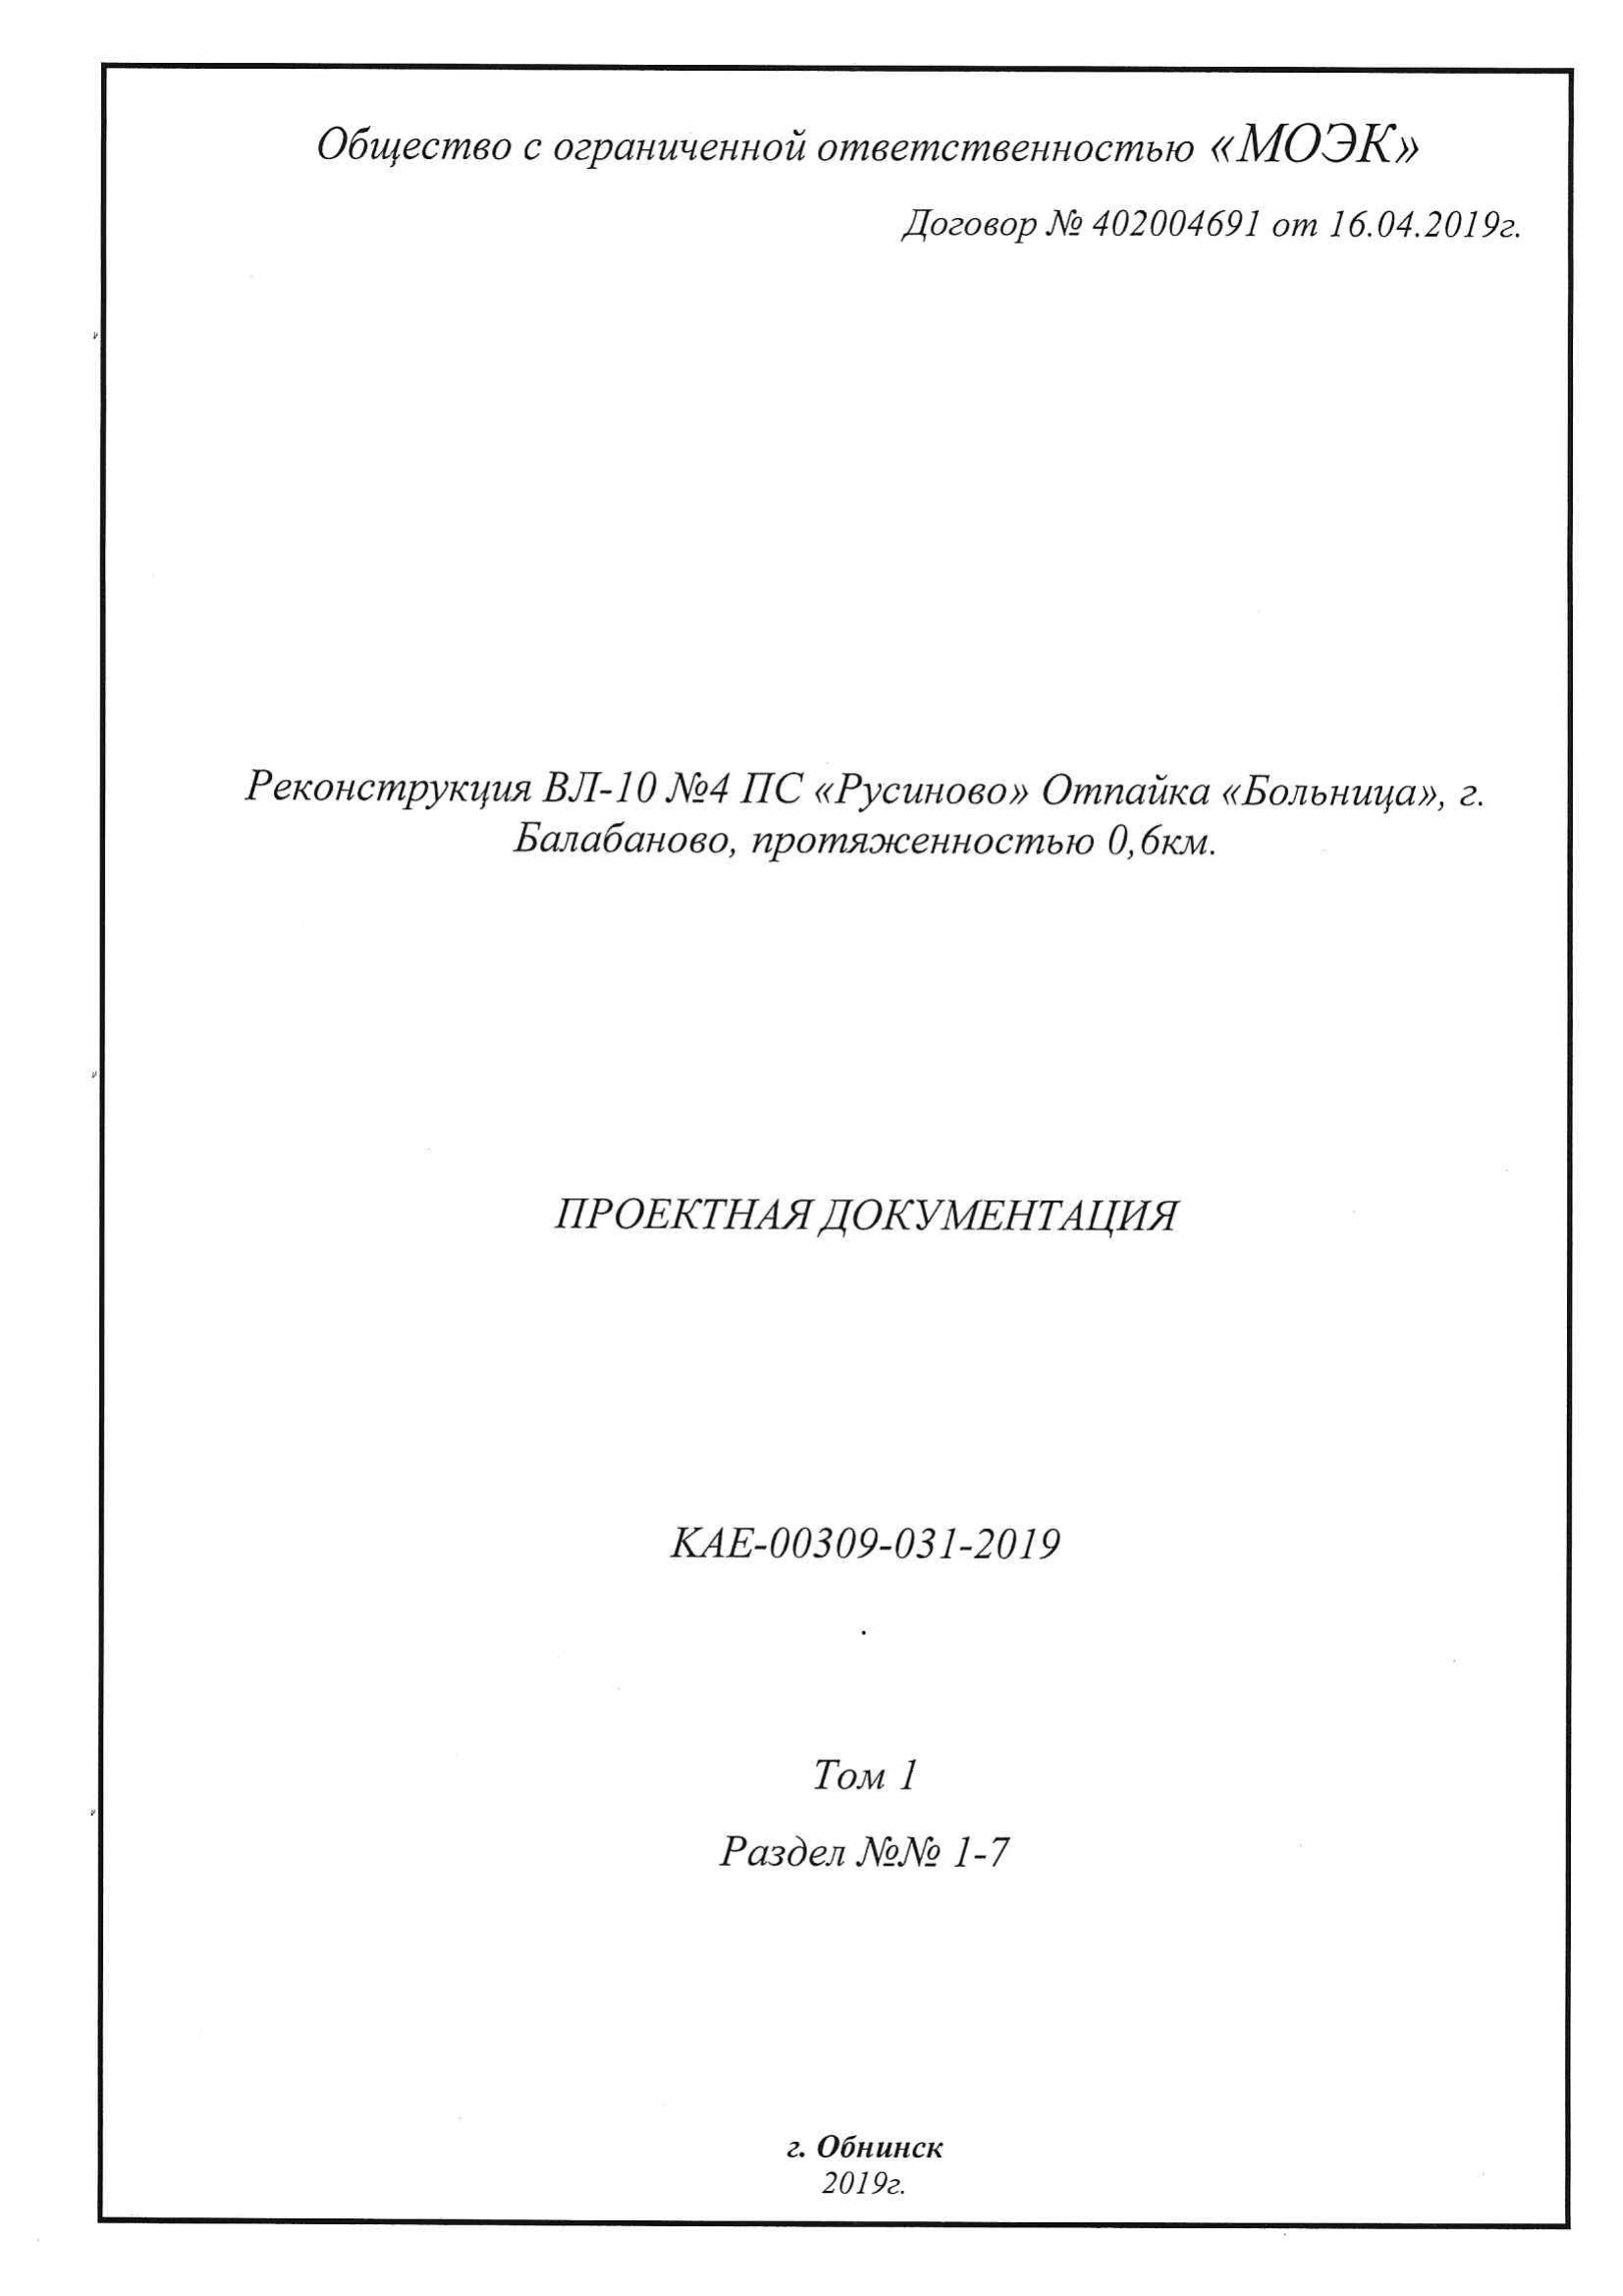 Общество с ограниченной ответственностью «МОЭК»
Договор № 402004691 от 16.04.2019г.
Реконструкция ВЛ-10 №4 ПС «Русиново» Отпайка «Больница», г.
Балабаново, протяженностью 0,6км.
ПРОЕКТНАЯ ДОКУМЕНТАЦИЯ
КАЕ-00309-031-2019
Том 1
Раздел №№ 1-7
г. Обнинск
2019г.